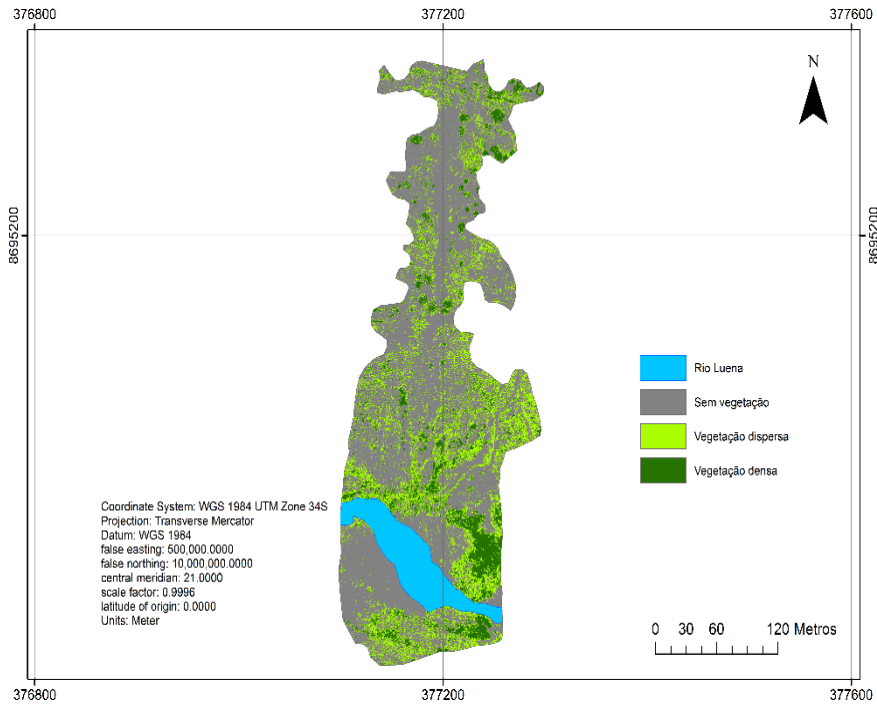 376800
377200
377600
N
8695200
8695200
Rio Luena
Sem vegetação
Vegetação dispersa
Vegetação densa
Coordinate System: WGS 1984 UTM Zone 34S
Projection: Transverse Mercator
Datum: WGS 1984
false easting: 500,000.0000
false northing: 10,000,000.0000
central meridian: 21.0000
scale factor: 0.9996
latitude of origin: 0.0000
Units: Meter
0 30 60 120 Metros
376800
377200
377600